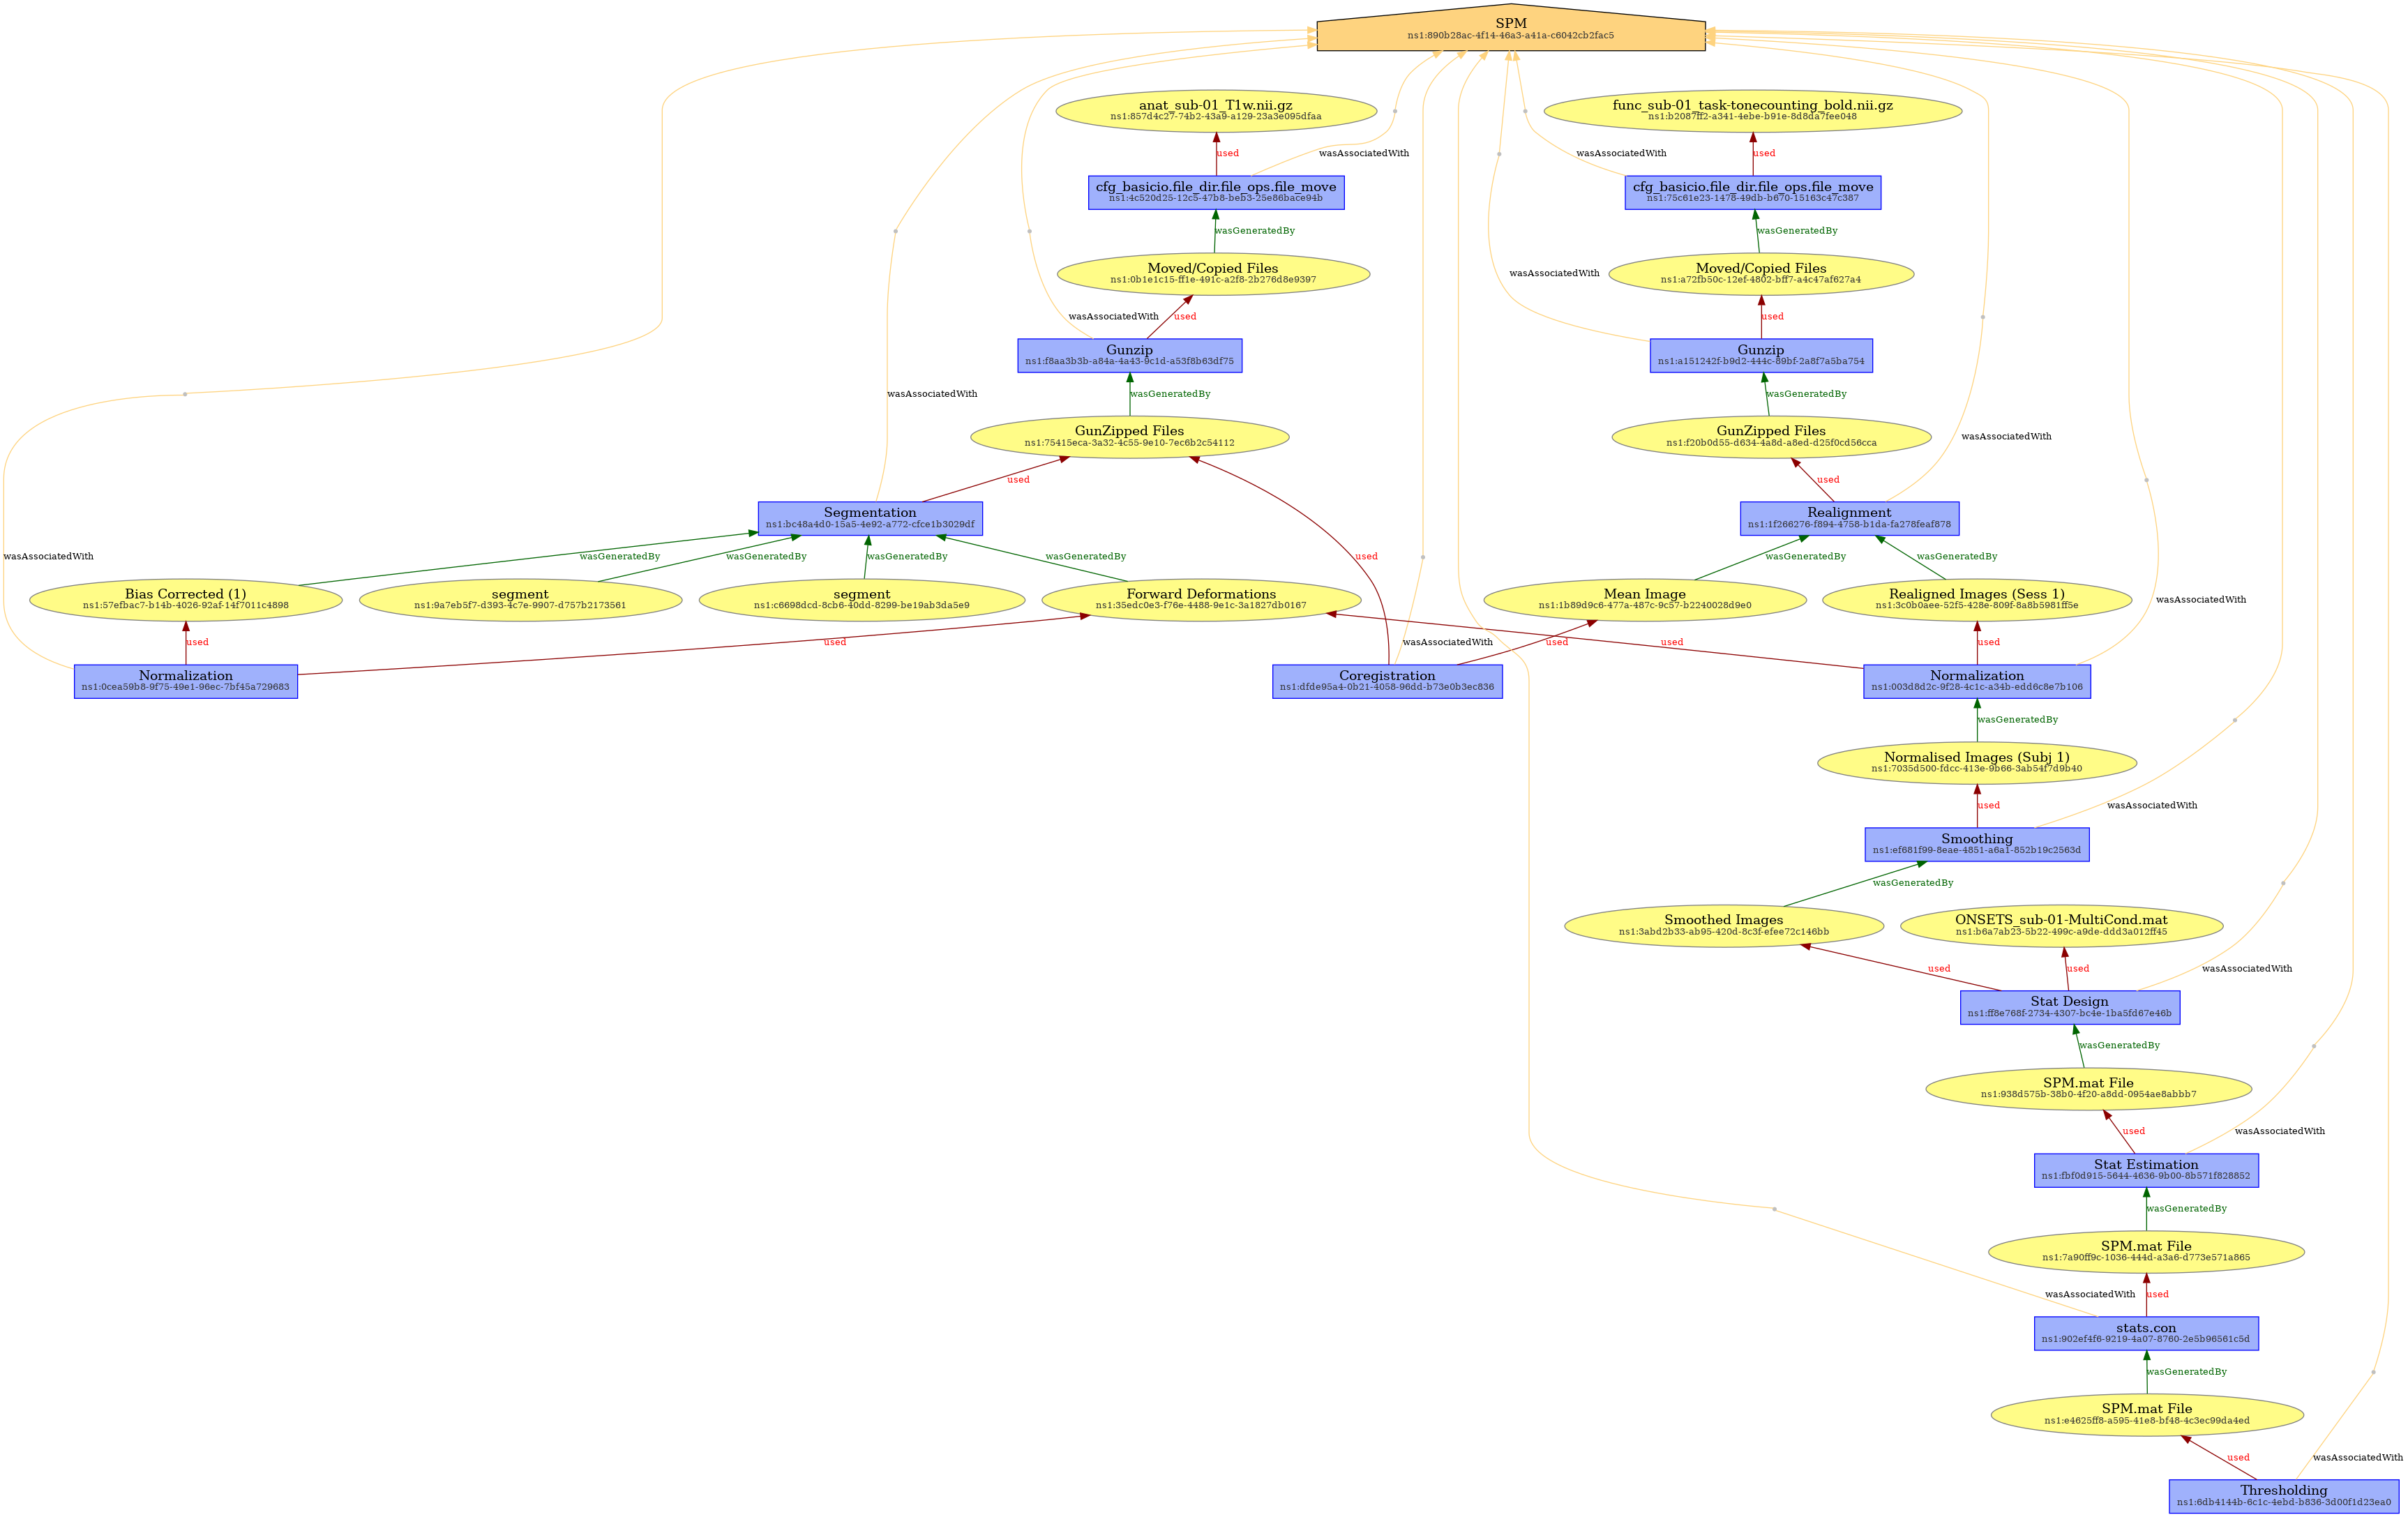 SPM
ns1:890b28ac-4f14-46a3-a41a-c6042cb2fac5
anat_sub-01_T1w.nii.gz
ns1:857d4c27-74b2-43a9-a129-23a3e095dfaa
func_sub-01_task-tonecounting_bold.nii.gz
ns1:b2087ff2-a341-4ebe-b91e-8d8da7fee048
used
wasAssociatedWith
wasAssociatedWith
used
cfg_basicio.file_dir.file_ops.file_move
ns1:4c520d25-12c5-47b8-beb3-25e86bace94b
cfg_basicio.file_dir.file_ops.file_move
ns1:75c61e23-1478-49db-b670-15163c47c387
wasGeneratedBy
wasGeneratedBy
Moved/Copied Files
ns1:0b1e1c15-ff1e-491c-a2f8-2b276d8e9397
wasAssociatedWith
Moved/Copied Files
ns1:a72fb50c-12ef-4802-bff7-a4c47af627a4
wasAssociatedWith
used
used
Gunzip
ns1:f8aa3b3b-a84a-4a43-9c1d-a53f8b63df75
Gunzip
ns1:a151242f-b9d2-444c-89bf-2a8f7a5ba754
wasAssociatedWith
wasGeneratedBy
wasGeneratedBy
GunZipped Files
ns1:75415eca-3a32-4c55-9e10-7ec6b2c54112
GunZipped Files
ns1:f20b0d55-d634-4a8d-a8ed-d25f0cd56cca
wasAssociatedWith
used
used
Segmentation
ns1:bc48a4d0-15a5-4e92-a772-cfce1b3029df
Realignment
ns1:1f266276-f894-4758-b1da-fa278feaf878
wasAssociatedWith
wasGeneratedBy
wasGeneratedBy
wasGeneratedBy
wasGeneratedBy
used
wasGeneratedBy
wasGeneratedBy
Bias Corrected (1)
ns1:57efbac7-b14b-4026-92af-14f7011c4898
segment
ns1:9a7eb5f7-d393-4c7e-9907-d757b2173561
segment
ns1:c6698dcd-8cb6-40dd-8299-be19ab3da5e9
Forward Deformations
ns1:35edc0e3-f76e-4488-9e1c-3a1827db0167
Mean Image
ns1:1b89d9c6-477a-487c-9c57-b2240028d9e0
Realigned Images (Sess 1)
ns1:3c0b0aee-52f5-428e-809f-8a8b5981ff5e
wasAssociatedWith
used
used
wasAssociatedWith
used
used
used
Normalization
ns1:0cea59b8-9f75-49e1-96ec-7bf45a729683
Coregistration
ns1:dfde95a4-0b21-4058-96dd-b73e0b3ec836
Normalization
ns1:003d8d2c-9f28-4c1c-a34b-edd6c8e7b106
wasGeneratedBy
Normalised Images (Subj 1)
ns1:7035d500-fdcc-413e-9b66-3ab54f7d9b40
used
wasAssociatedWith
Smoothing
ns1:ef681f99-8eae-4851-a6a1-852b19c2563d
wasGeneratedBy
Smoothed Images
ns1:3abd2b33-ab95-420d-8c3f-efee72c146bb
ONSETS_sub-01-MultiCond.mat
ns1:b6a7ab23-5b22-499c-a9de-ddd3a012ff45
used
used
wasAssociatedWith
Stat Design
ns1:ff8e768f-2734-4307-bc4e-1ba5fd67e46b
wasGeneratedBy
SPM.mat File
ns1:938d575b-38b0-4f20-a8dd-0954ae8abbb7
used
wasAssociatedWith
Stat Estimation
ns1:fbf0d915-5644-4636-9b00-8b571f828852
wasGeneratedBy
SPM.mat File
ns1:7a90ff9c-1036-444d-a3a6-d773e571a865
wasAssociatedWith
used
stats.con
ns1:902ef4f6-9219-4a07-8760-2e5b96561c5d
wasGeneratedBy
SPM.mat File
ns1:e4625ff8-a595-41e8-bf48-4c3ec99da4ed
used
wasAssociatedWith
Thresholding
ns1:6db4144b-6c1c-4ebd-b836-3d00f1d23ea0